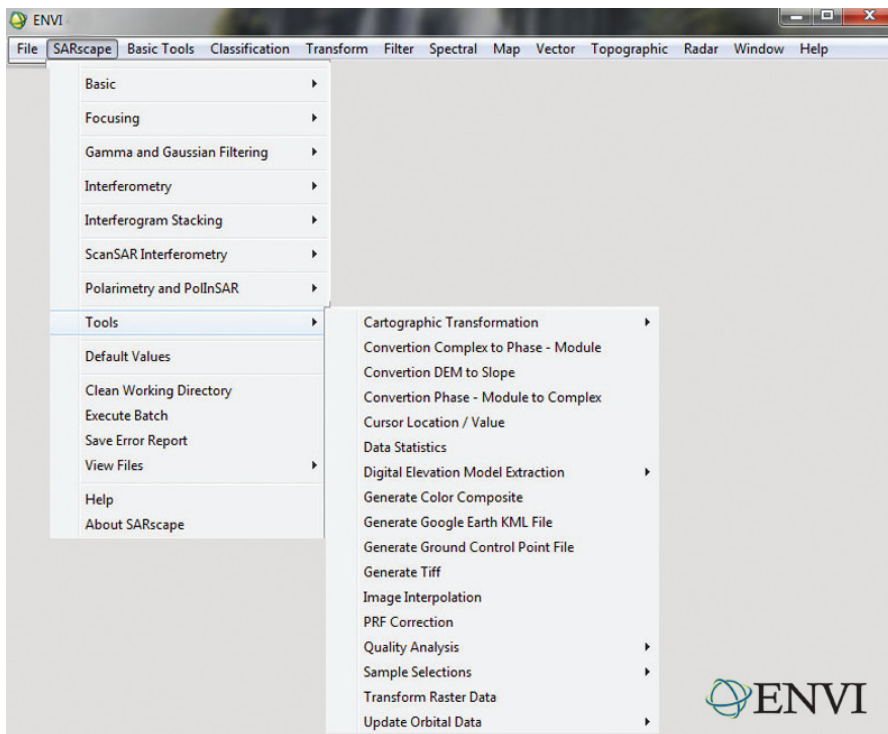 ENVI
File SARscape Basic Tools Classification Transform Filter Spectral Map Vector Topographic Radar Window Help
Basic
Focusing
Gamma and Gaussian Filtering
Interferometry
Interferogram Stacking
ScanSAR Interferometry
Polarimetry and PolInSAR
Tools
Default Values
Clean Working Directory
Execute Batch
Save Error Report
View Files
Help
About SARscape
Cartographic Transformation
Convertion Complex to Phase - Module
Convertion DEM to Slope
Convertion Phase - Module to Complex
Cursor Location / Value
Data Statistics
Digital Elevation Model Extraction
Generate Color Composite
Generate Google Earth KML File
Generate Ground Control Point File
Generate Tiff
Image Interpolation
PRF Correction
Quality Analysis
Sample Selections
Transform Raster Data
Update Orbital Data
ENVI